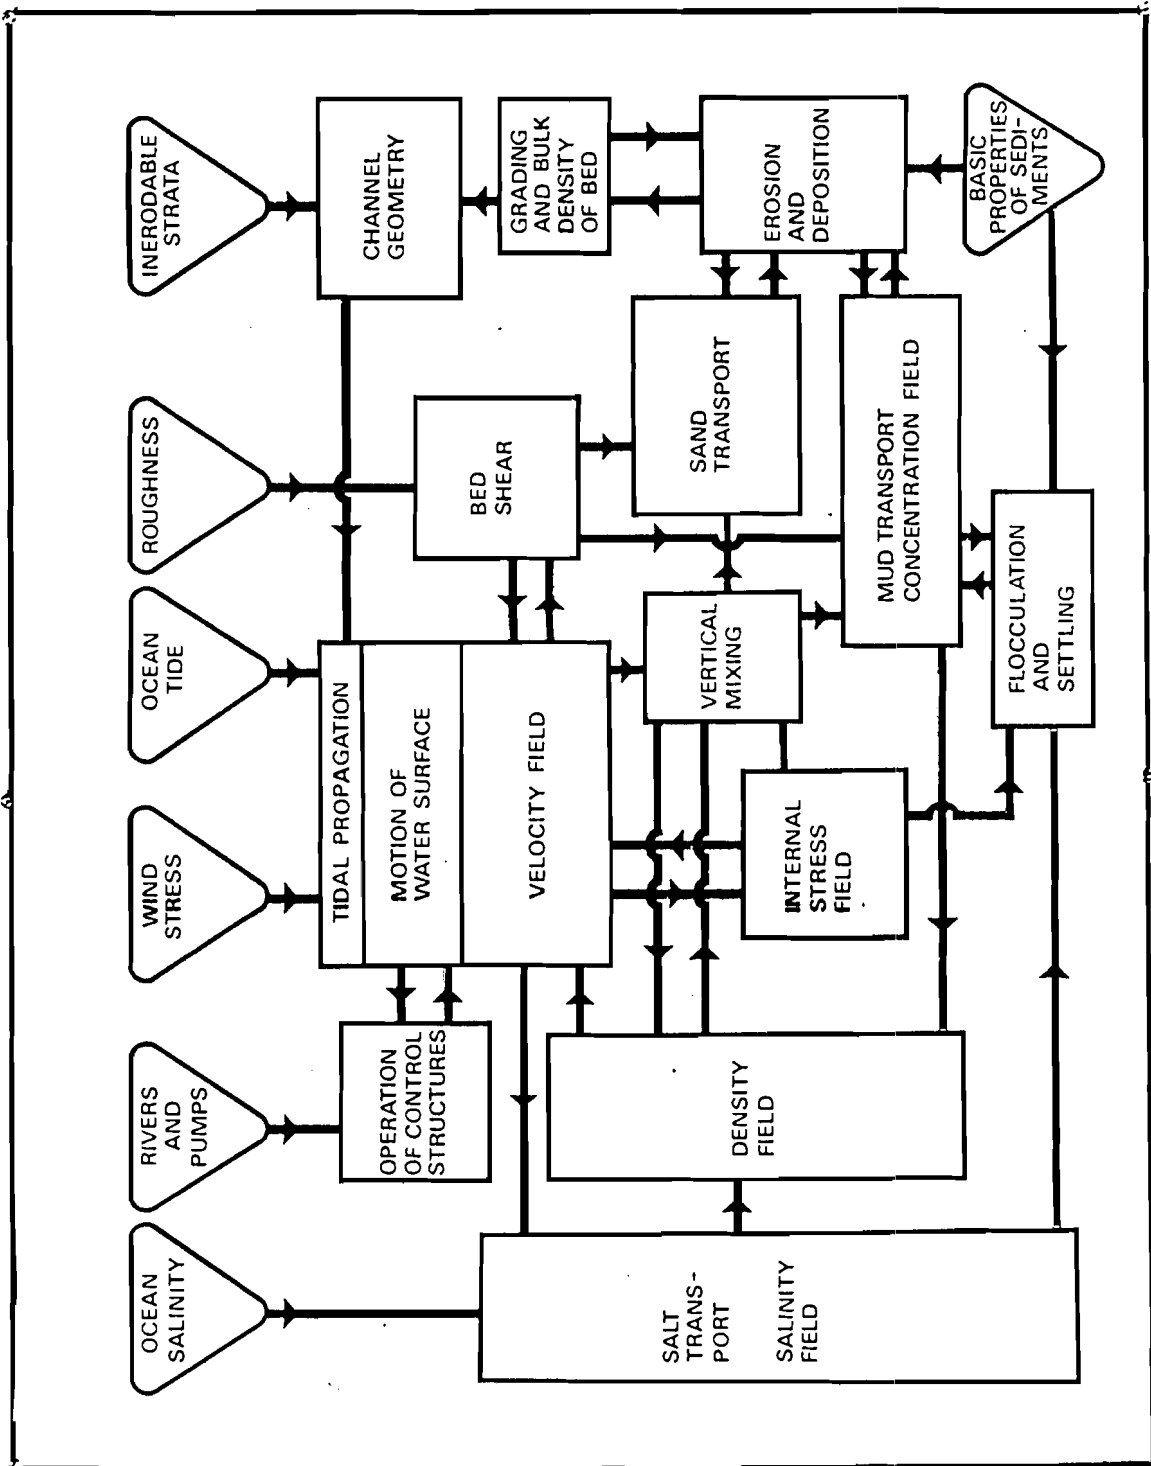 OCEAN
SALINITY
RIVERS
AND
PUMPS
WIND
STRESS
OCEAN
TIDE
ROUGHNESS
INERODABLE
STRATA
OPERATION
OF CONTROL
STRUCTURES
TIDAL PROPAGATION
MOTION OF
WATER SURFACE
VELOCITY FIELD
BED
SHEAR
CHANNEL
GEOMETRY
GRADING
AND BULK
DENSITY
OF BED
SALT
TRANS-
PORT
SALINITY
FIELD
DENSITY
FIELD
INTERNAL
STRESS
FIELD
VERTICAL
MIXING
SAND
TRANSPORT
EROSION
AND
DEPOSITION
MUD TRANSPORT
CONCENTRATION FIELD
FLOCCULATION
AND
SETTLING
BASIC
PROPERTIES
OF SEDI-
MENTS